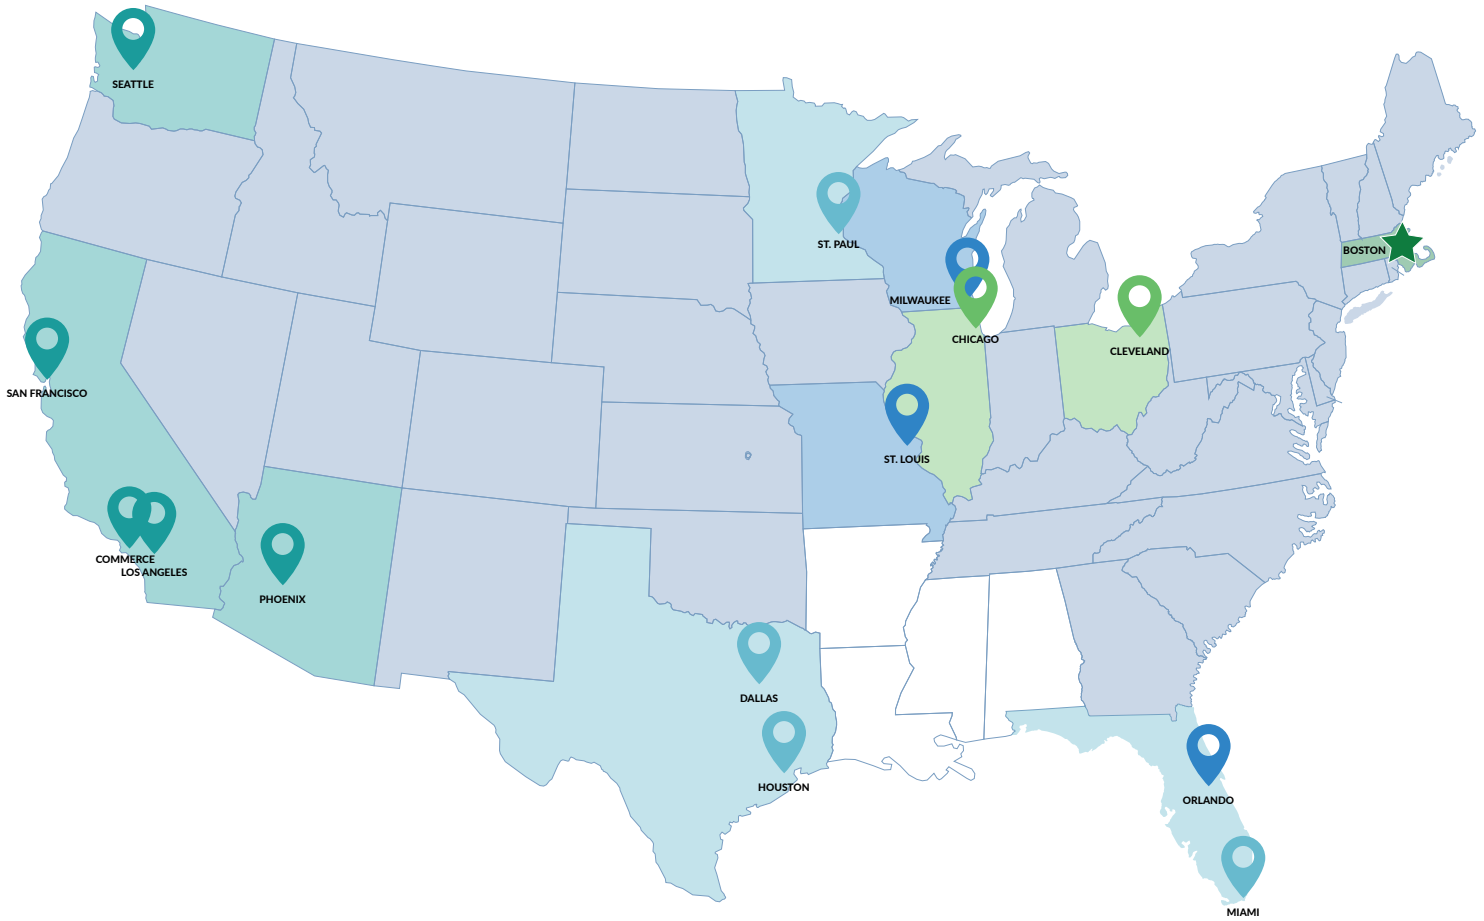 SEATTLE
ST. PAUL
BOSTON
MILWAUKEE
CHICAGO
CLEVELAND
SAN FRANCISCO
ST. LOUIS
COMMERCE
LOS ANGELES
PHOENIX
DALLAS
HOUSTON
ORLANDO
MIAMI